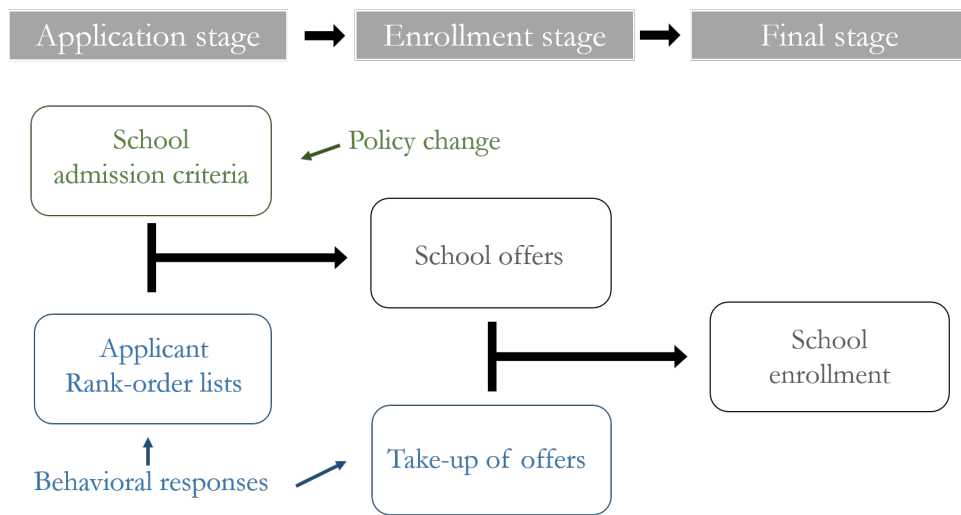 Application stage
Enrollment stage
Final stage
School
admission criteria
Policy change
School offers
Applicant
Rank-order lists
School
enrollment
Take-up of offers
Behavioral responses